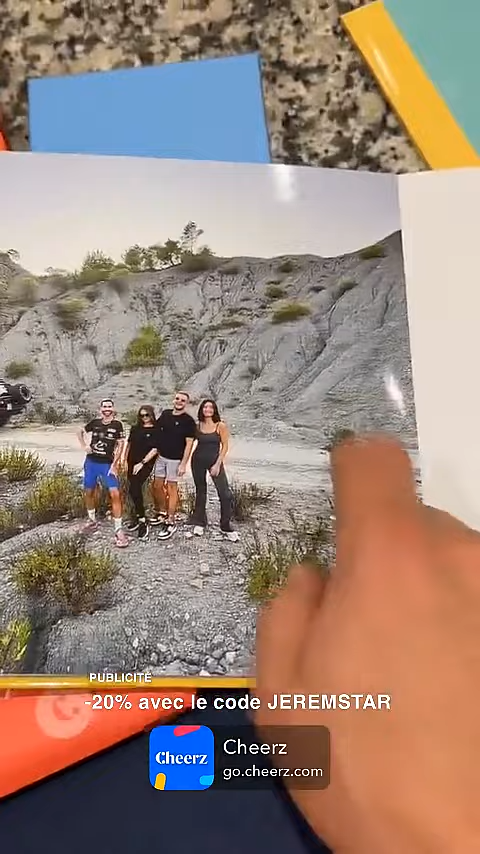 PUBLICITÉ
-20% avec le code JEREMSTAR
Cheerz
Cheerz
go.cheerz.com